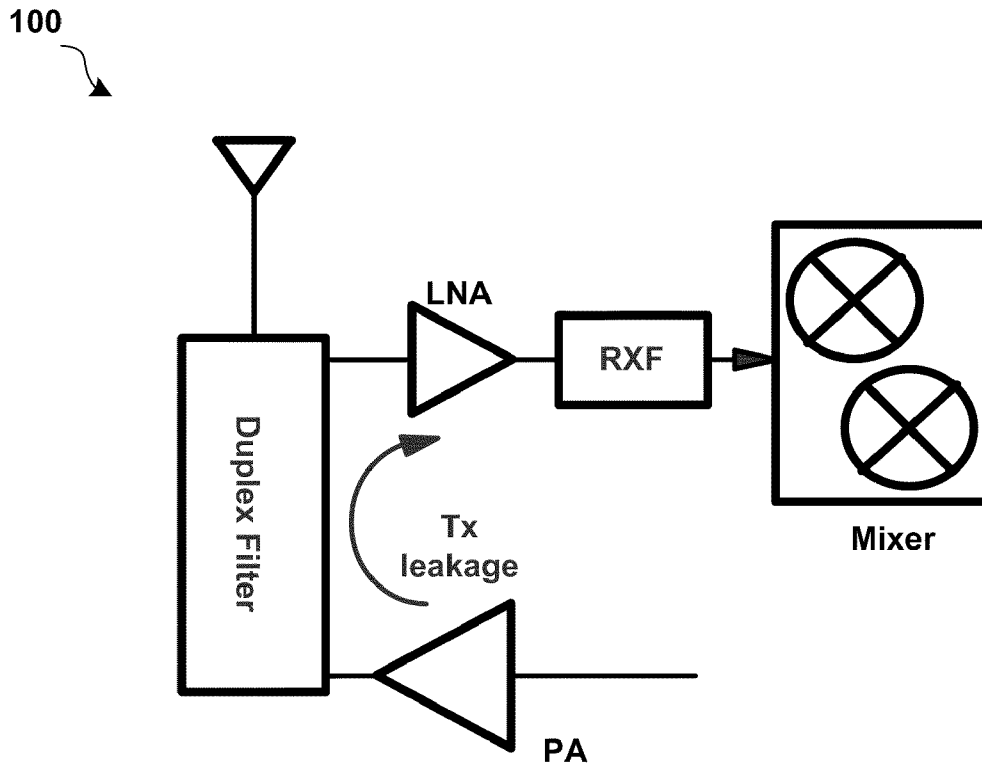 100
LNA
RXF
Duplex Filter
Tx
leakage
Mixer
PA